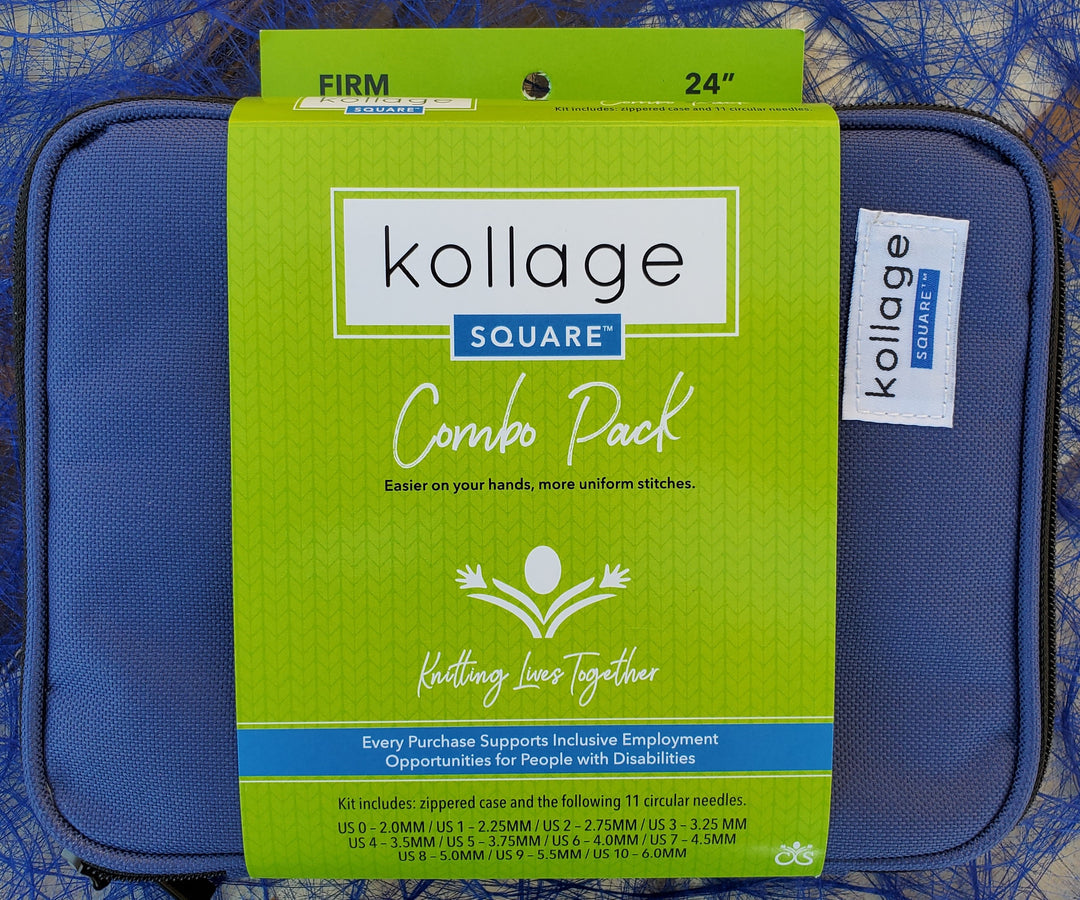 FIRM
24”
kollage
SQUARE™
Combo Pack
Kit includes: zippered case and 11 circular needles.
kollage
SQUARE™
Combo Pack
Easier on your hands, more uniform stitches.
Knitting Lives Together
Every Purchase Supports Inclusive Employment
Opportunities for People with Disabilities
Kit includes: zippered case and the following 11 circular needles.
US 0 – 2.0MM / US 1 – 2.25MM / US 2 – 2.75MM / US 3 – 3.25 MM
US 4 – 3.5MM / US 5 – 3.75MM / US 6 – 4.0MM / US 7 – 4.5MM
US 8 – 5.0MM / US 9 – 5.5MM / US 10 – 6.0MM
kollage
SQUARE™